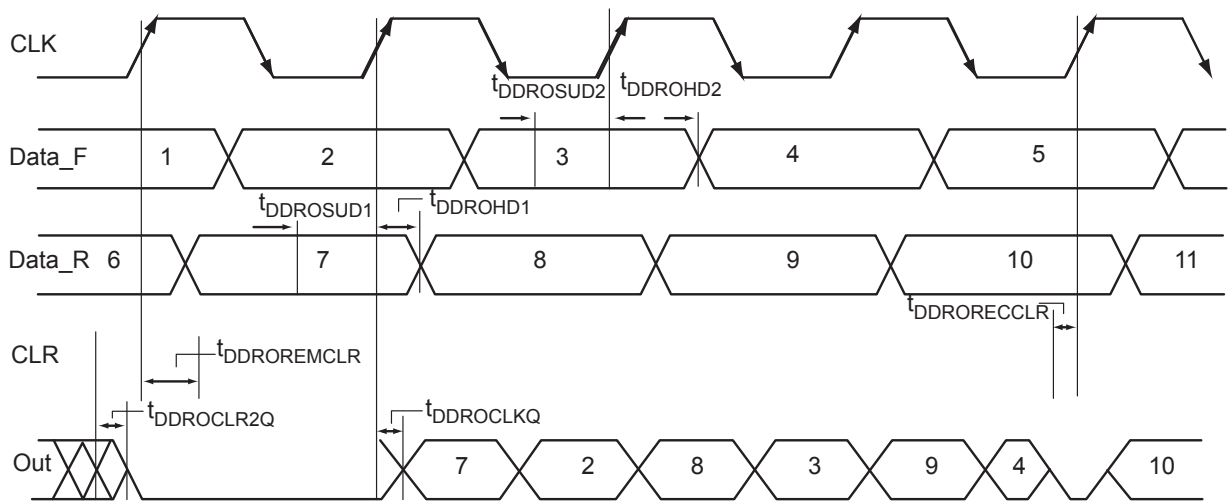 CLK
tDDROSUD2 tDDROHD2
Data_F 1 2 3 4 5
tDDROSUD1 tDDROHD1
Data_R 6 7 8 9 10 11
tDDRORECCLR
CLR
tDDROREMCLR
tDDROCLR2Q tDDROCLKQ
Out 7 2 8 3 9 4 10